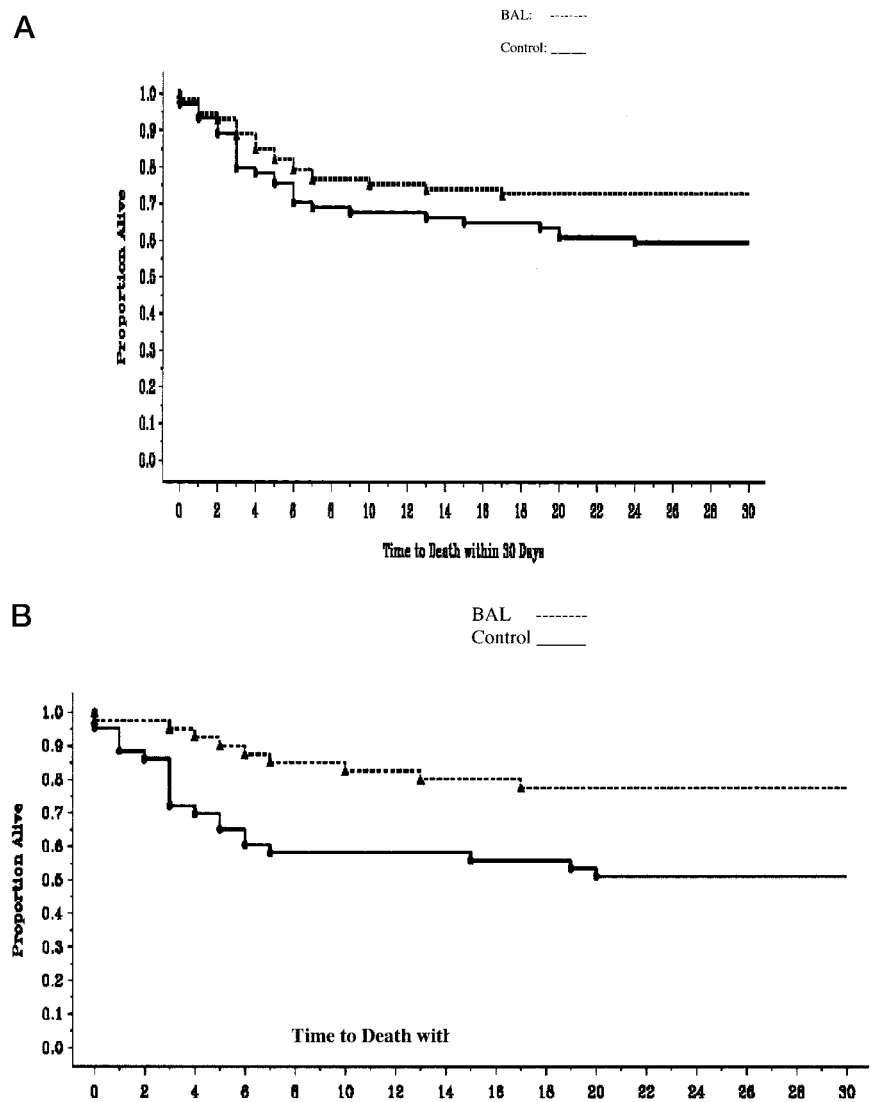 A
BAL:
Control:
1.0
0.9
0.8
0.7
0.6
0.5
0.4
0.3
0.2
0.1
0.0
Proportion Alive
0 2 4 6 8 10 12 14 16 18 20 22 24 26 28 30
Time to Death within 30 Days
B
BAL
Control
1.0
0.9
0.8
0.7
0.6
0.5
0.4
0.3
0.2
0.1
0.0
Proportion Alive
Time to Death with
0 2 4 6 8 10 12 14 16 18 20 22 24 26 28 30